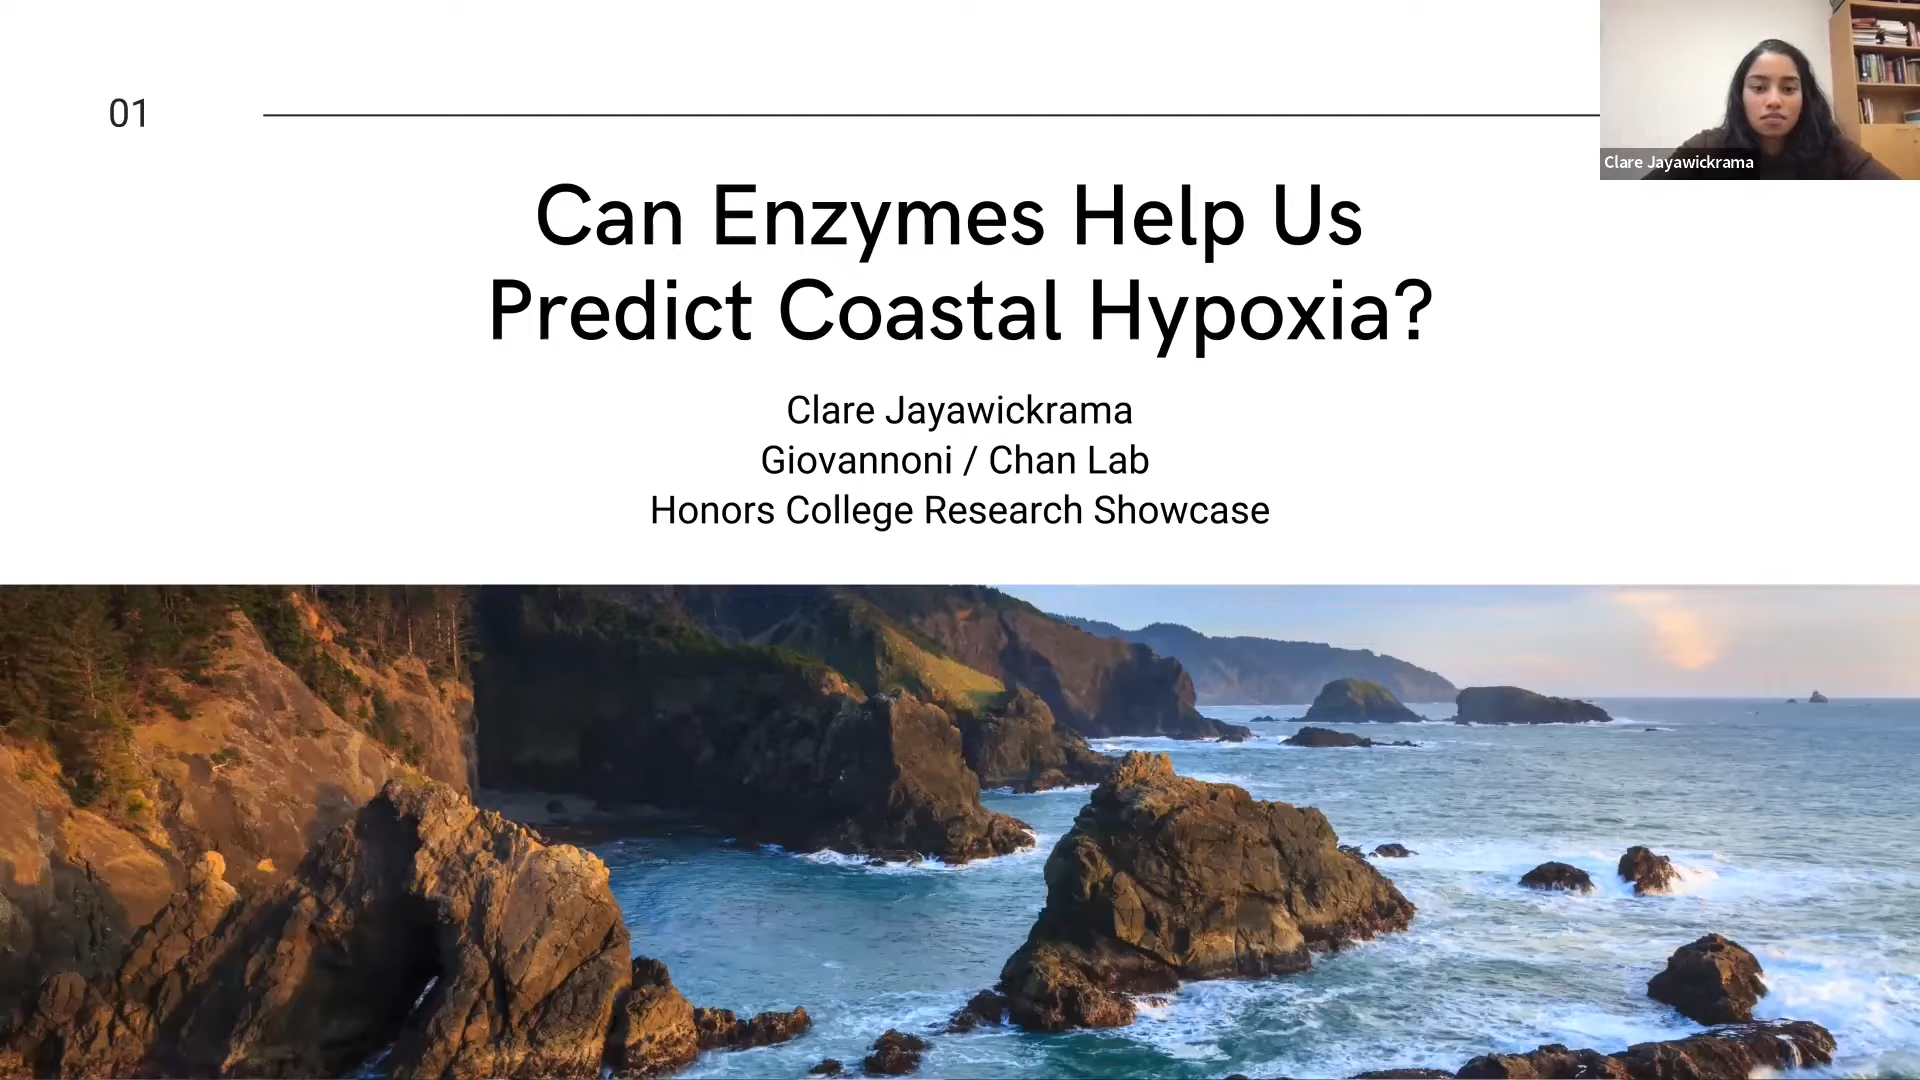 01
Can Enzymes Help Us
Predict Coastal Hypoxia?
Clare Jayawickrama
Giovannoni / Chan Lab
Honors College Research Showcase
Clare Jayawickrama